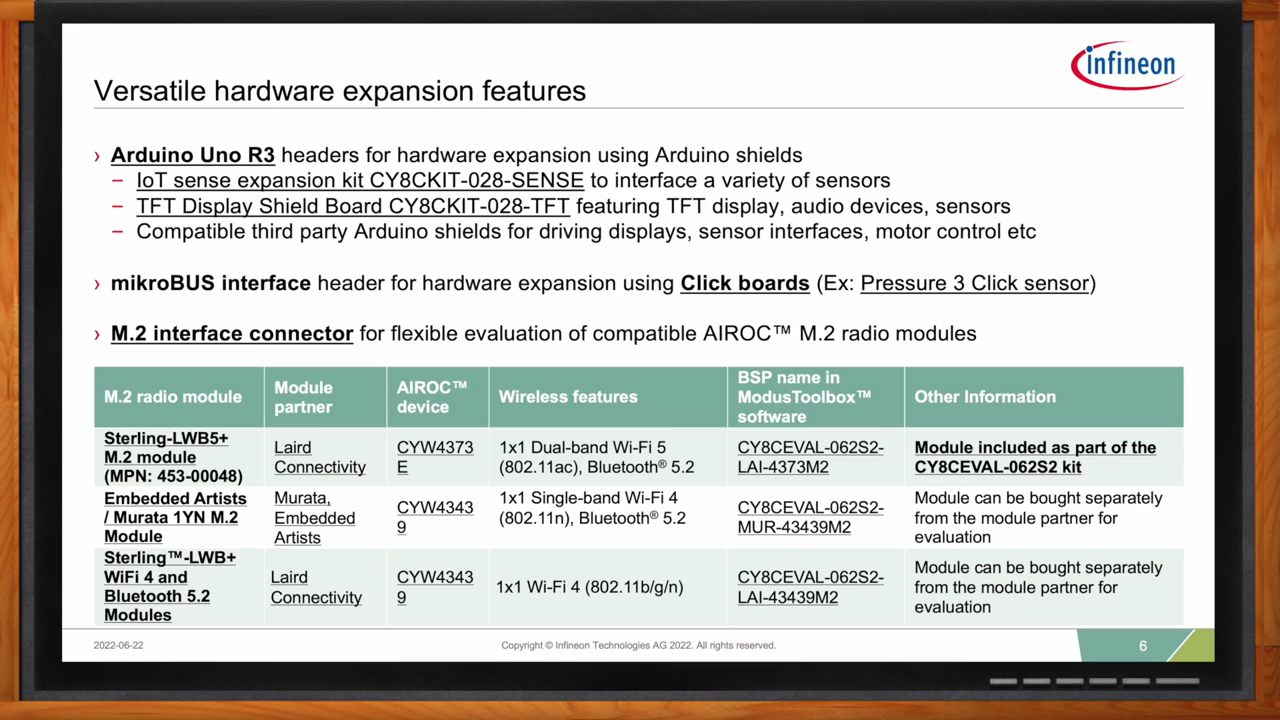 infineon
Versatile hardware expansion features
› Arduino Uno R3 headers for hardware expansion using Arduino shields
– IoT sense expansion kit CY8CKIT-028-SENSE to interface a variety of sensors
– TFT Display Shield Board CY8CKIT-028-TFT featuring TFT display, audio devices, sensors
– Compatible third party Arduino shields for driving displays, sensor interfaces, motor control etc
› mikroBUS interface header for hardware expansion using Click boards (Ex: Pressure 3 Click sensor)
› M.2 interface connector for flexible evaluation of compatible AIROC™ M.2 radio modules
M.2 radio module
Module
partner
AIROC™
device
Wireless features
BSP name in
ModusToolbox™
software
Other Information
Sterling-LWB5+
M.2 module
(MPN: 453-00048)
Laird
Connectivity
CYW4373
E
1x1 Dual-band Wi-Fi 5
(802.11ac), Bluetooth® 5.2
CY8CEVAL-062S2-
LAI-4373M2
Module included as part of the
CY8CEVAL-062S2 kit
Embedded Artists
/ Murata 1YN M.2
Module
Murata,
Embedded
Artists
CYW4343
9
1x1 Single-band Wi-Fi 4
(802.11n), Bluetooth® 5.2
CY8CEVAL-062S2-
MUR-43439M2
Module can be bought separately
from the module partner for
evaluation
Sterling™-LWB+
WiFi 4 and
Bluetooth 5.2
Modules
Laird
Connectivity
CYW4343
9
1x1 Wi-Fi 4 (802.11b/g/n)
CY8CEVAL-062S2-
LAI-43439M2
Module can be bought separately
from the module partner for
evaluation
2022-06-22
Copyright © Infineon Technologies AG 2022. All rights reserved.
6